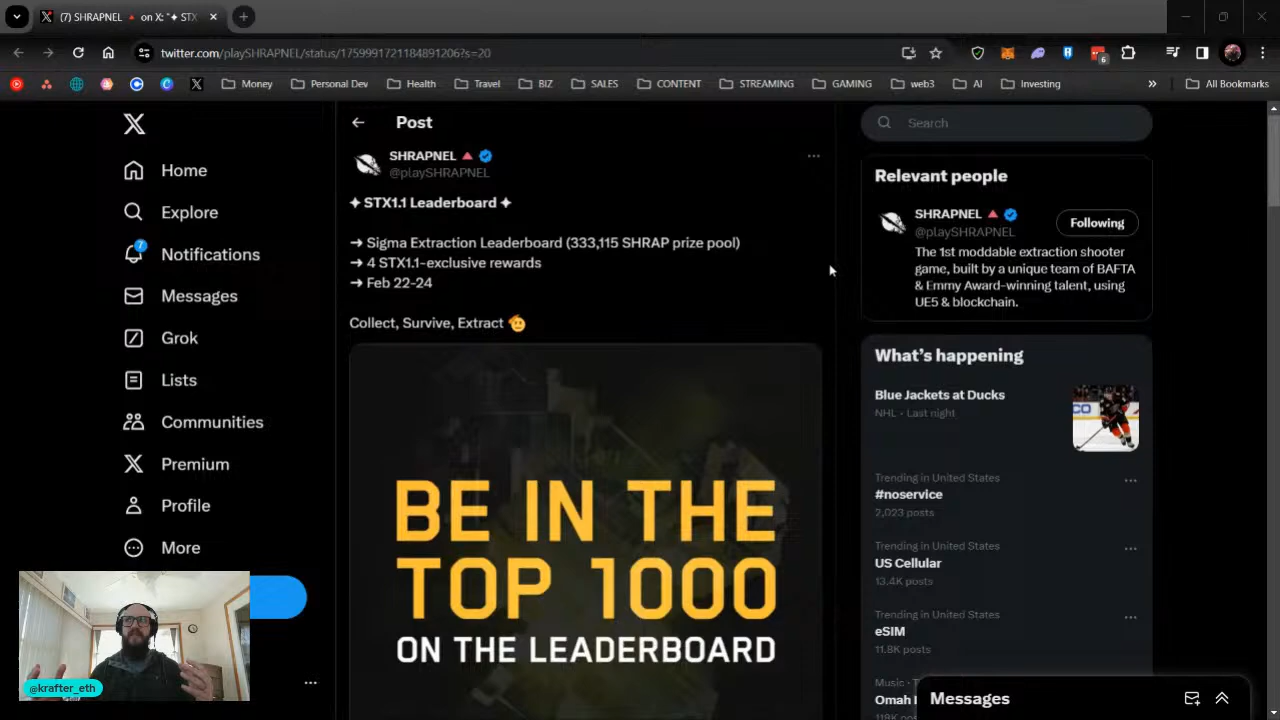 (7) SHRAPNEL 🔺 on X: "✦ STX
twitter.com/playSHRAPNEL/status/1759991721184891206?s=20
6
Money
Personal Dev
Health
Travel
BIZ
SALES
CONTENT
STREAMING
GAMING
web3
AI
Investing
»
All Bookmarks
Home
Explore
7
Notifications
Messages
Grok
Lists
Communities
Premium
Profile
More
@krafter_eth
Post
SHRAPNEL 🔺
@playSHRAPNEL
✦ STX1.1 Leaderboard ✦
➜ Sigma Extraction Leaderboard (333,115 SHRAP prize pool)
➜ 4 STX1.1-exclusive rewards
➜ Feb 22-24
Collect, Survive, Extract 🫡
BE IN THE
TOP 1000
ON THE LEADERBOARD
Search
Relevant people
SHRAPNEL 🔺
@playSHRAPNEL
Following
The 1st moddable extraction shooter
game, built by a unique team of BAFTA
& Emmy Award-winning talent, using
UE5 & blockchain.
What's happening
Blue Jackets at Ducks
NHL · Last night
Trending in United States
#noservice
2,023 posts
Trending in United States
US Cellular
13.4K posts
Trending in United States
eSIM
11.8K posts
Music ·
Omah
Messages